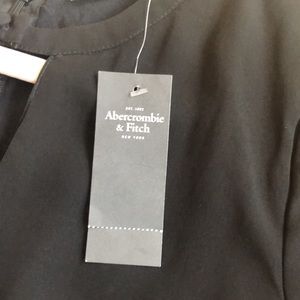 EST. 1892
Abercrombie
& Fitch
NEW YORK